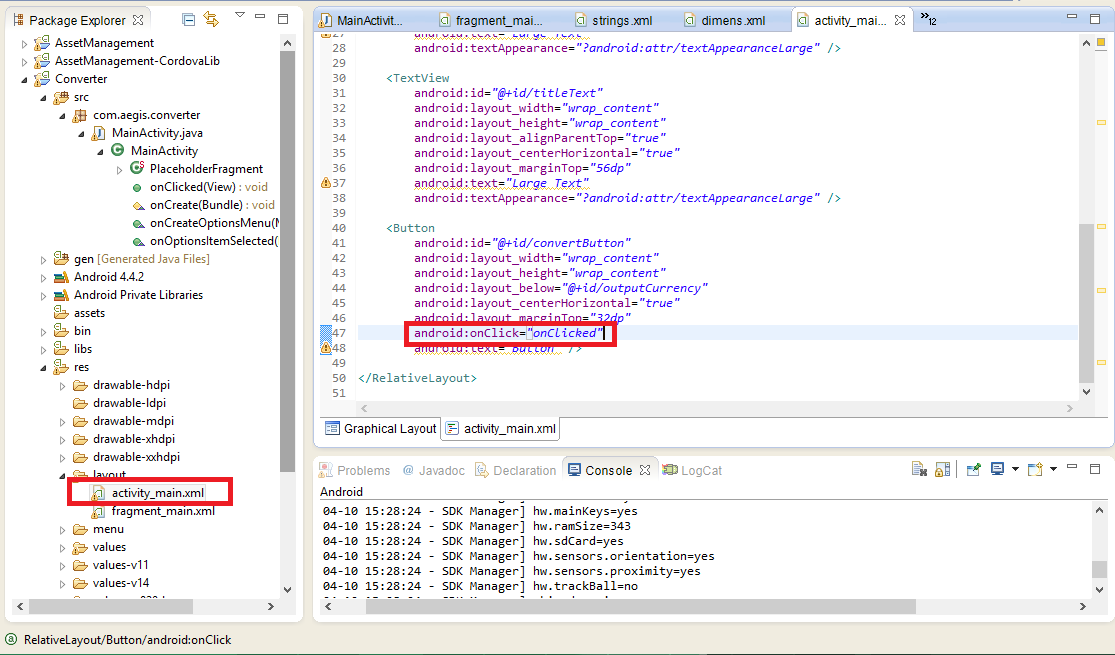 Package Explorer
AssetManagement
AssetManagement-CordovaLib
Converter
src
com.aegis.converter
MainActivity.java
MainActivity
PlaceholderFragment
onClicked(View) : void
onCreate(Bundle) : void
onCreateOptionsMenu(
onOptionsItemSelected(
gen [Generated Java Files]
Android 4.4.2
Android Private Libraries
assets
bin
libs
res
drawable-hdpi
drawable-ldpi
drawable-mdpi
drawable-xhdpi
drawable-xxhdpi
layout
activity_main.xml
fragment_main.xml
menu
values
values-v11
values-v14
MainActivit... fragment_mai... strings.xml dimens.xml activity_mai... »12
27 android:text="Large Text"
28 android:textAppearance="?android:attr/textAppearanceLarge" />
29
30 <TextView
31 android:id="@+id/titleText"
32 android:layout_width="wrap_content"
33 android:layout_height="wrap_content"
34 android:layout_alignParentTop="true"
35 android:layout_centerHorizontal="true"
36 android:layout_marginTop="56dp"
37 android:text="Large Text"
38 android:textAppearance="?android:attr/textAppearanceLarge" />
39
40 <Button
41 android:id="@+id/convertButton"
42 android:layout_width="wrap_content"
43 android:layout_height="wrap_content"
44 android:layout_below="@+id/outputCurrency"
45 android:layout_centerHorizontal="true"
46 android:layout_marginTop="32dp"
47 android:onClick="onClicked"
48 android:text="Button" />
49
50 </RelativeLayout>
51
Graphical Layout activity_main.xml
Problems @ Javadoc Declaration Console LogCat
Android
04-10 15:28:24 - SDK Manager] hw.mainKeys=yes
04-10 15:28:24 - SDK Manager] hw.ramSize=343
04-10 15:28:24 - SDK Manager] hw.sdCard=yes
04-10 15:28:24 - SDK Manager] hw.sensors.orientation=yes
04-10 15:28:24 - SDK Manager] hw.sensors.proximity=yes
04-10 15:28:24 - SDK Manager] hw.trackBall=no
RelativeLayout/Button/android:onClick